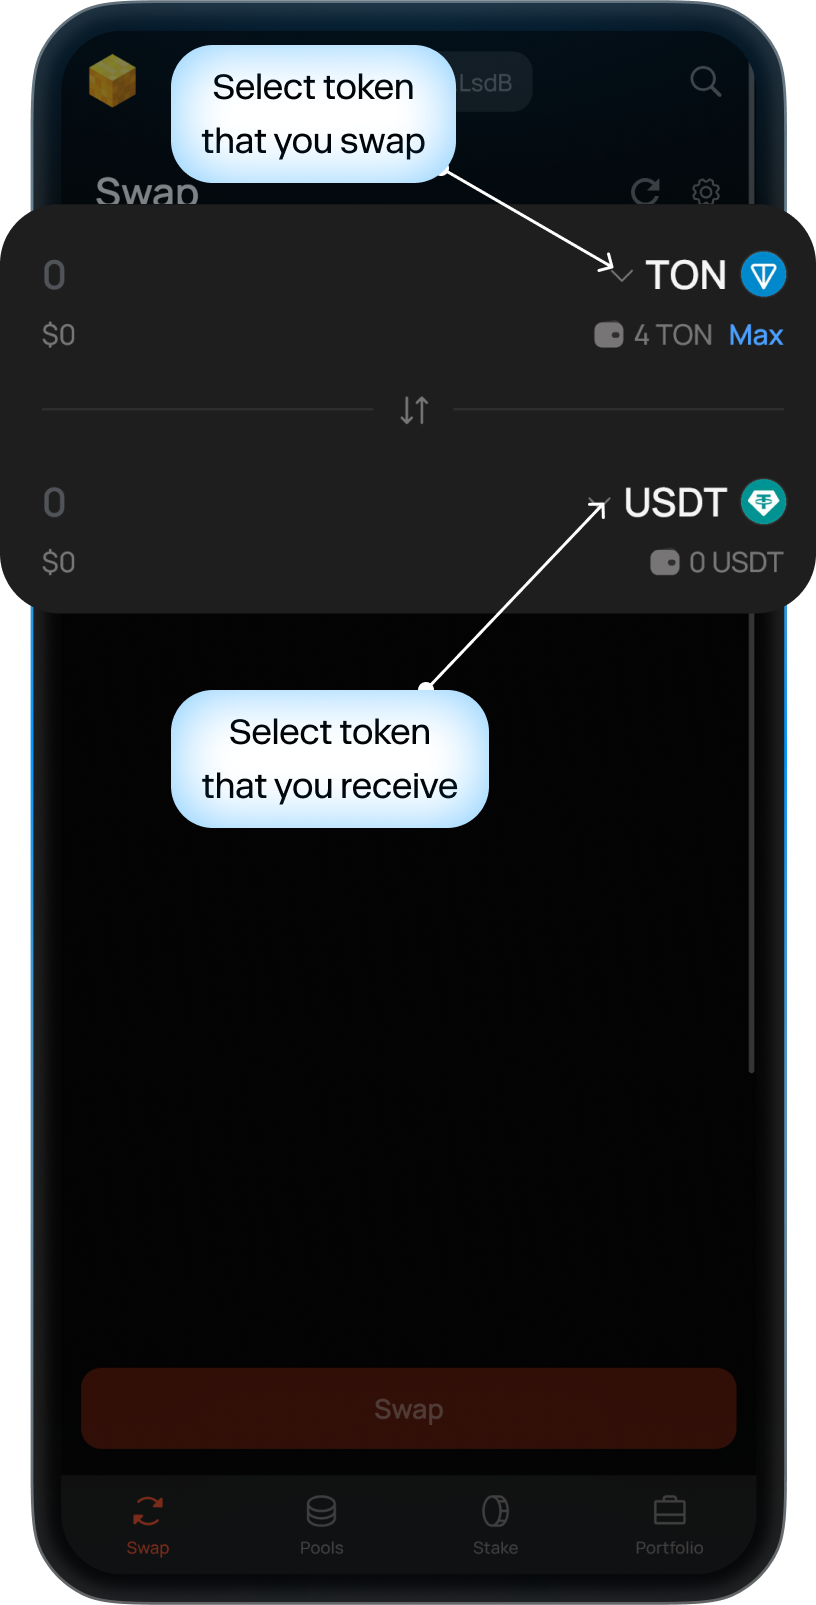 Select token
that you swap
LsdB
Swap
0
TON
$0
4 TON Max
0
USDT
$0
0 USDT
Select token
that you receive
Swap
Swap
Pools
Stake
Portfolio